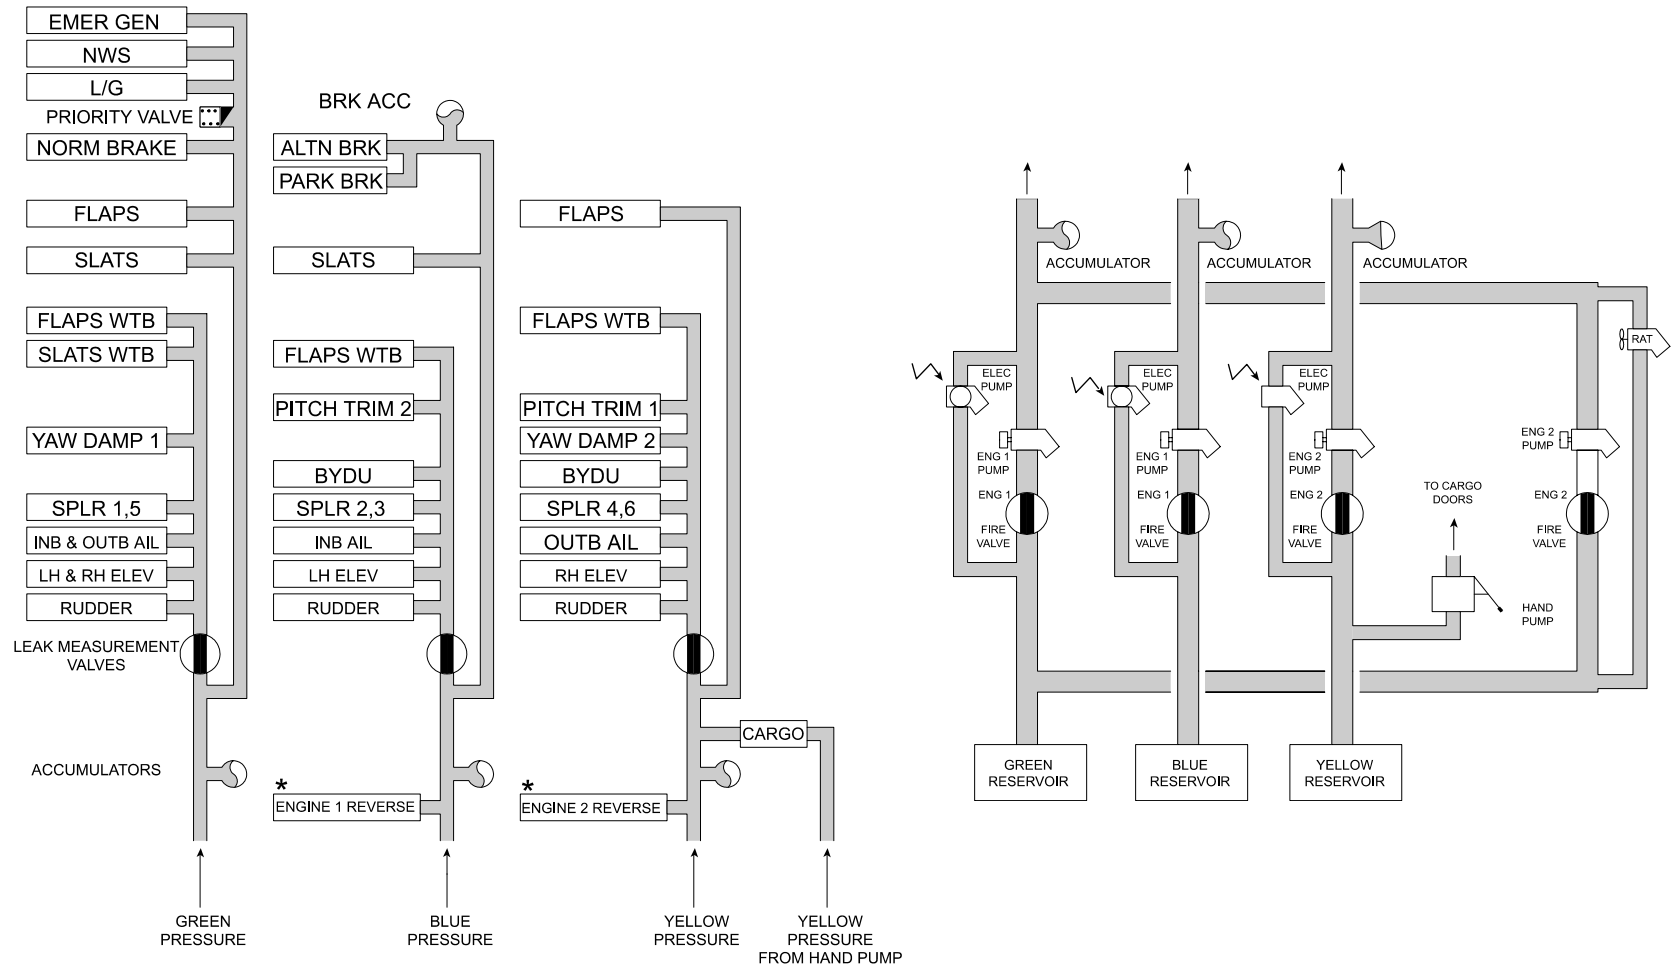 EMER GEN
NWS
L/G
PRIORITY VALVE
NORM BRAKE
FLAPS
SLATS
FLAPS WTB
SLATS WTB
YAW DAMP 1
SPLR 1,5
INB & OUTB AIL
LH & RH ELEV
RUDDER
LEAK MEASUREMENT
VALVES
ACCUMULATORS
GREEN
PRESSURE
BRK ACC
ALTN BRK
PARK BRK
SLATS
FLAPS WTB
PITCH TRIM 2
BYDU
SPLR 2,3
INB AIL
LH ELEV
RUDDER
*
ENGINE 1 REVERSE
BLUE
PRESSURE
FLAPS
FLAPS WTB
PITCH TRIM 1
YAW DAMP 2
BYDU
SPLR 4,6
OUTB AIL
RH ELEV
RUDDER
CARGO
*
ENGINE 2 REVERSE
YELLOW
PRESSURE
YELLOW
PRESSURE
FROM HAND PUMP
ACCUMULATOR
ELEC
PUMP
ENG 1
PUMP
ENG 1
FIRE
VALVE
GREEN
RESERVOIR
ACCUMULATOR
ELEC
PUMP
ENG 1
PUMP
ENG 1
FIRE
VALVE
BLUE
RESERVOIR
ACCUMULATOR
ELEC
PUMP
ENG 2
PUMP
ENG 2
FIRE
VALVE
YELLOW
RESERVOIR
TO CARGO
DOORS
HAND
PUMP
RAT
ENG 2
PUMP
ENG 2
FIRE
VALVE